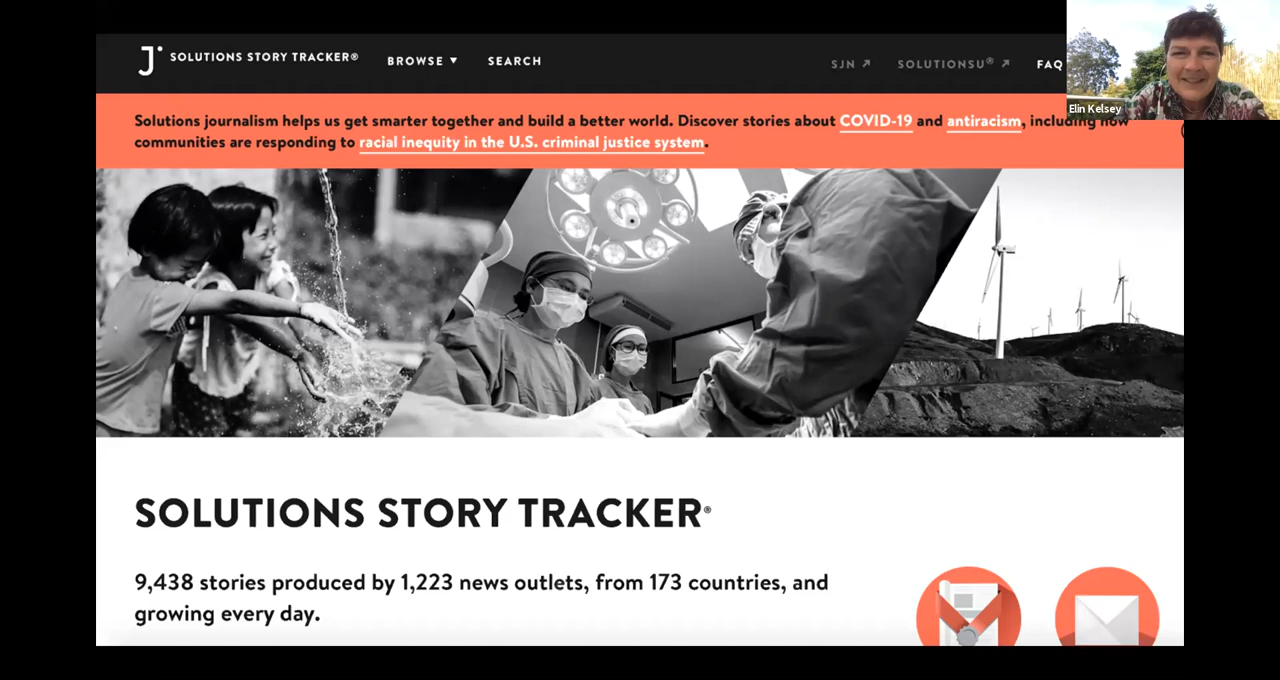 SOLUTIONS STORY TRACKER®
BROWSE ▼
SEARCH
SJN ↗
SOLUTIONSU® ↗
FAQ
Elin Kelsey
Solutions journalism helps us get smarter together and build a better world. Discover stories about COVID-19 and antiracism, including how
communities are responding to racial inequity in the U.S. criminal justice system.
SOLUTIONS STORY TRACKER®
9,438 stories produced by 1,223 news outlets, from 173 countries, and
growing every day.